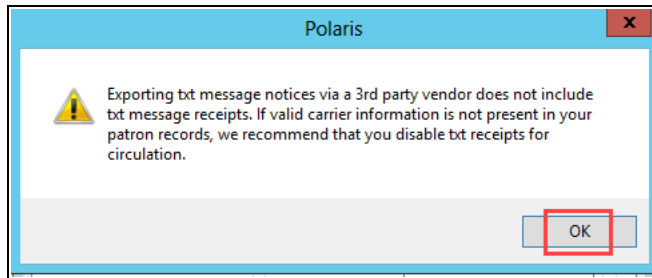 Polaris
x
Exporting txt message notices via a 3rd party vendor does not include
txt message receipts. If valid carrier information is not present in your
patron records, we recommend that you disable txt receipts for
circulation.
OK